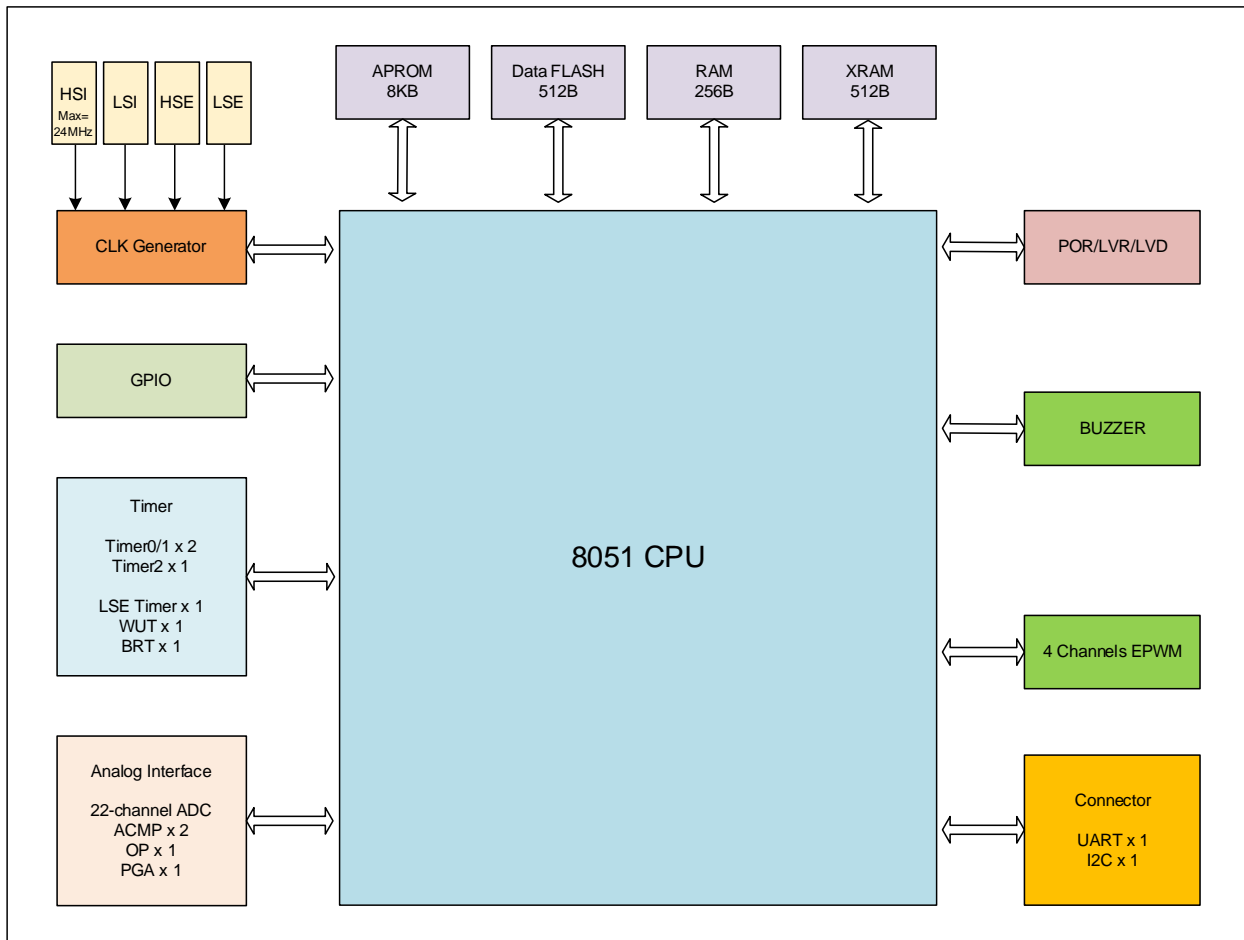 HSI
Max=
24MHz
LSI
HSE
LSE
APROM
8KB
Data FLASH
512B
RAM
256B
XRAM
512B
CLK Generator
POR/LVR/LVD
GPIO
BUZZER
Timer
Timer0/1 x 2
Timer2 x 1
LSE Timer x 1
WUT x 1
BRT x 1
8051 CPU
4 Channels EPWM
Analog Interface
22-channel ADC
ACMP x 2
OP x 1
PGA x 1
Connector
UART x 1
I2C x 1